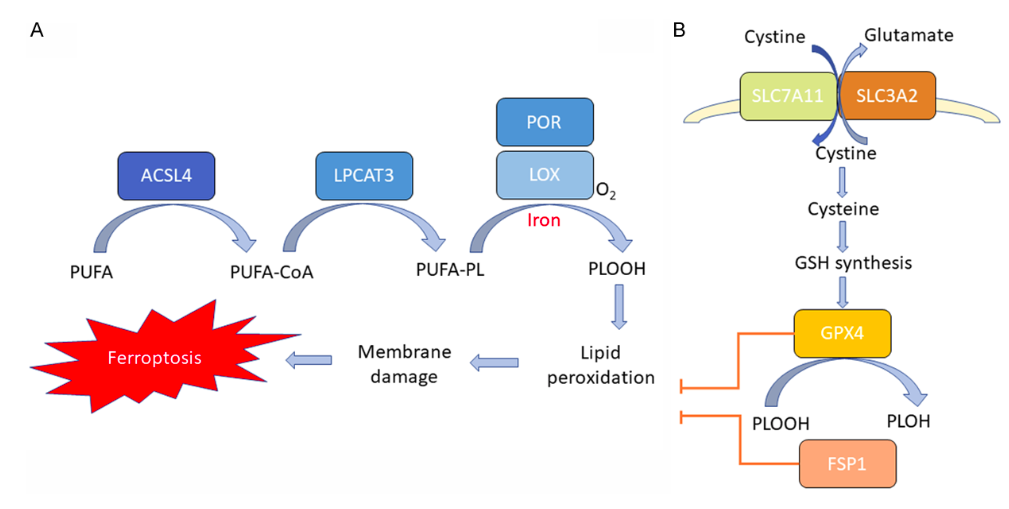 A
POR
LOX
O2
ACSL4
LPCAT3
Iron
PUFA
PUFA-CoA
PUFA-PL
PLOOH
Ferroptosis
Membrane
damage
Lipid
peroxidation
B
Cystine
Glutamate
SLC7A11
SLC3A2
Cystine
Cysteine
GSH synthesis
GPX4
PLOOH
PLOH
FSP1